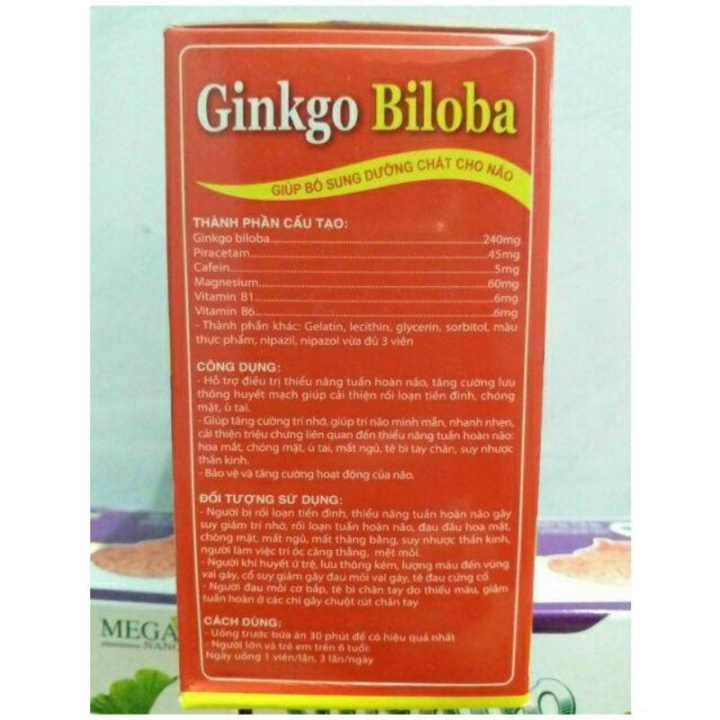 Ginkgo Biloba
GIÚP BỔ SUNG DƯỠNG CHẤT CHO NÃO
THÀNH PHẦN CẤU TẠO:
Ginkgo biloba........240mg
Piracetam........45mg
Cafein........5mg
Magnesium........60mg
Vitamin B1........6mg
Vitamin B6........6mg
- Thành phần khác: Gelatin, lecithin, glycerin, sorbitol, màu
thực phẩm, nipazil, nipazol vừa đủ 3 viên
CÔNG DỤNG:
- Hỗ trợ điều trị thiểu năng tuần hoàn não, tăng cường lưu
thông huyết mạch giúp cải thiện rối loạn tiền đình, chóng
mặt, ù tai.
- Giúp tăng cường trí nhớ, giúp trí não minh mẫn, nhanh nhẹn,
cải thiện triệu chứng liên quan đến thiểu năng tuần hoàn não:
hoa mắt, chóng mặt, ù tai, mất ngủ, tê bì tay chân, suy nhược
thần kinh.
- Bảo vệ và tăng cường hoạt động của não.
ĐỐI TƯỢNG SỬ DỤNG:
- Người bị rối loạn tiền đình, thiểu năng tuần hoàn não gây
suy giảm trí nhớ, rối loạn tuần hoàn não, đau đầu hoa mắt,
chóng mặt, mất ngủ, mất thăng bằng, suy nhược thần kinh,
người làm việc trí óc căng thẳng, mệt mỏi.
- Người khí huyết ứ trệ, lưu thông kém, lượng máu đến vùng
vai gáy, cổ suy giảm gây đau mỏi vai gáy, tê đau cứng cổ
- Người đau mỏi cơ bắp, tê bì chân tay do thiếu máu, giảm
tuần hoàn ở các chi gây chuột rút chân tay
CÁCH DÙNG:
- Uống trước bữa ăn 30 phút để có hiệu quả nhất
- Người lớn và trẻ em trên 6 tuổi:
Ngày uống 1 viên/lần, 3 lần/ngày
MEGA